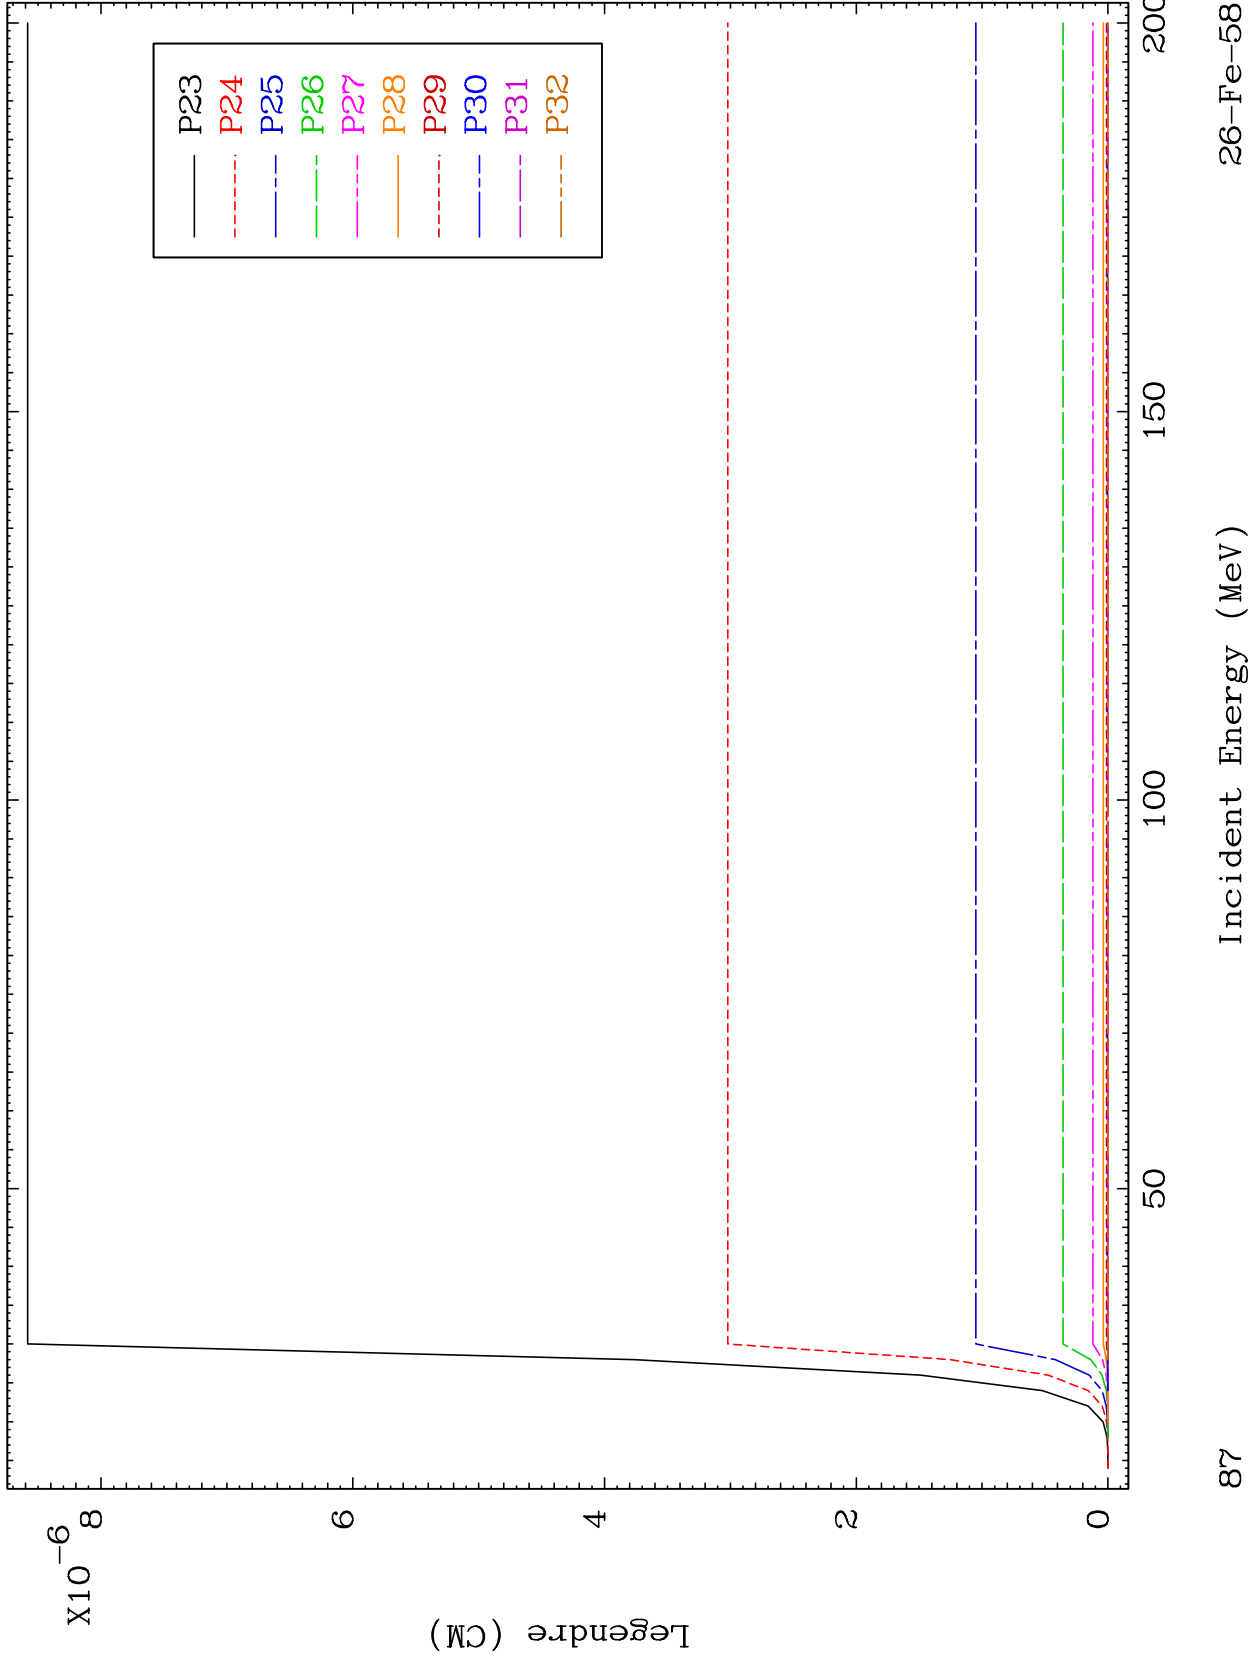 X10
-6
8
6
4
2
0
Legendre (CM)
P23
P24
P25
P26
P27
P28
P29
P30
P31
P32
50
100
150
200
Incident Energy (MeV)
87
26-Fe-58